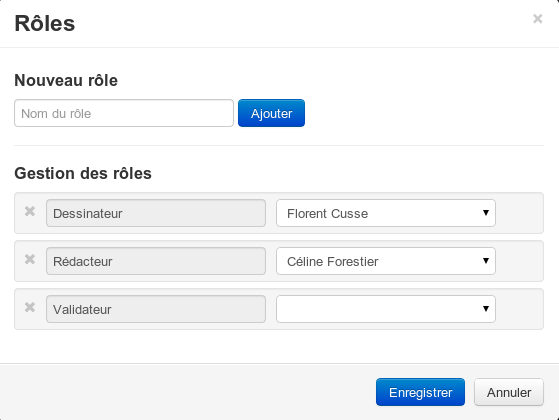 Rôles
Nouveau rôle
Nom du rôle
Ajouter
Gestion des rôles
Dessinateur
Florent Cusse
Rédacteur
Céline Forestier
Validateur
Enregistrer
Annuler